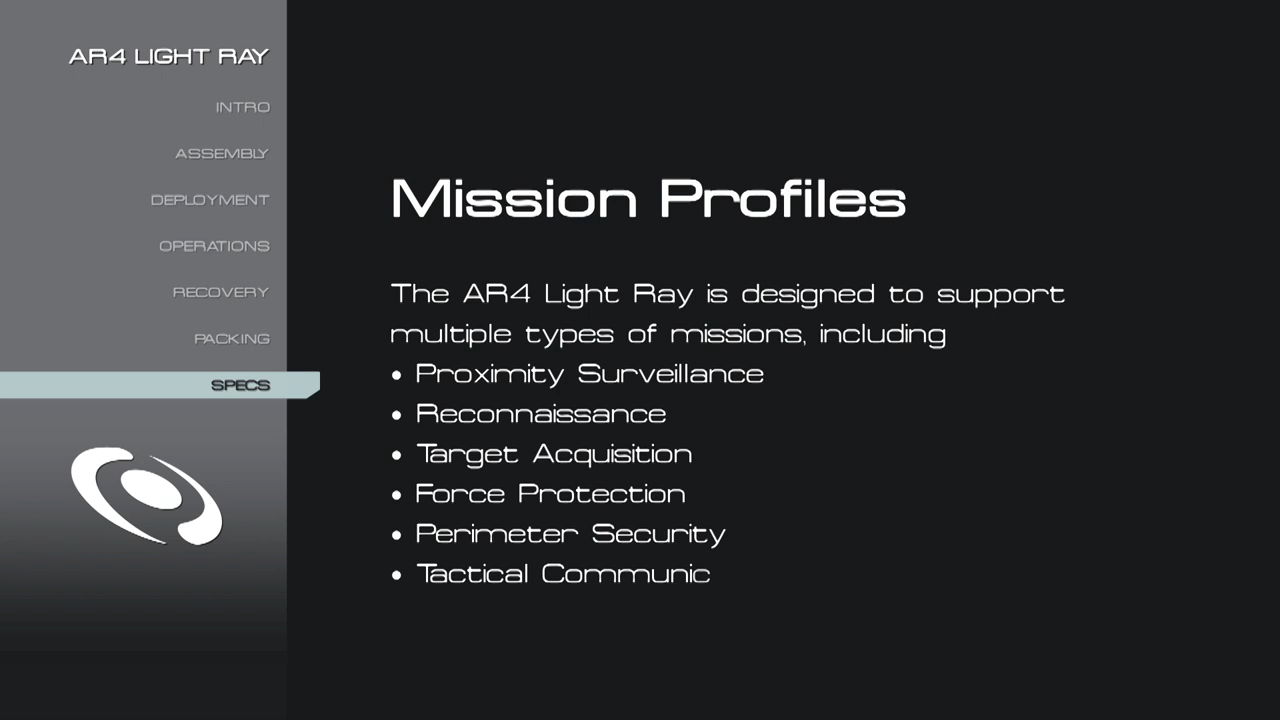 AR4 LIGHT RAY
INTRO
ASSEMBLY
DEPLOYMENT
OPERATIONS
RECOVERY
PACKING
SPECS
Mission Profiles
The AR4 Light Ray is designed to support
multiple types of missions, including
• Proximity Surveillance
• Reconnaissance
• Target Acquisition
• Force Protection
• Perimeter Security
• Tactical Communic